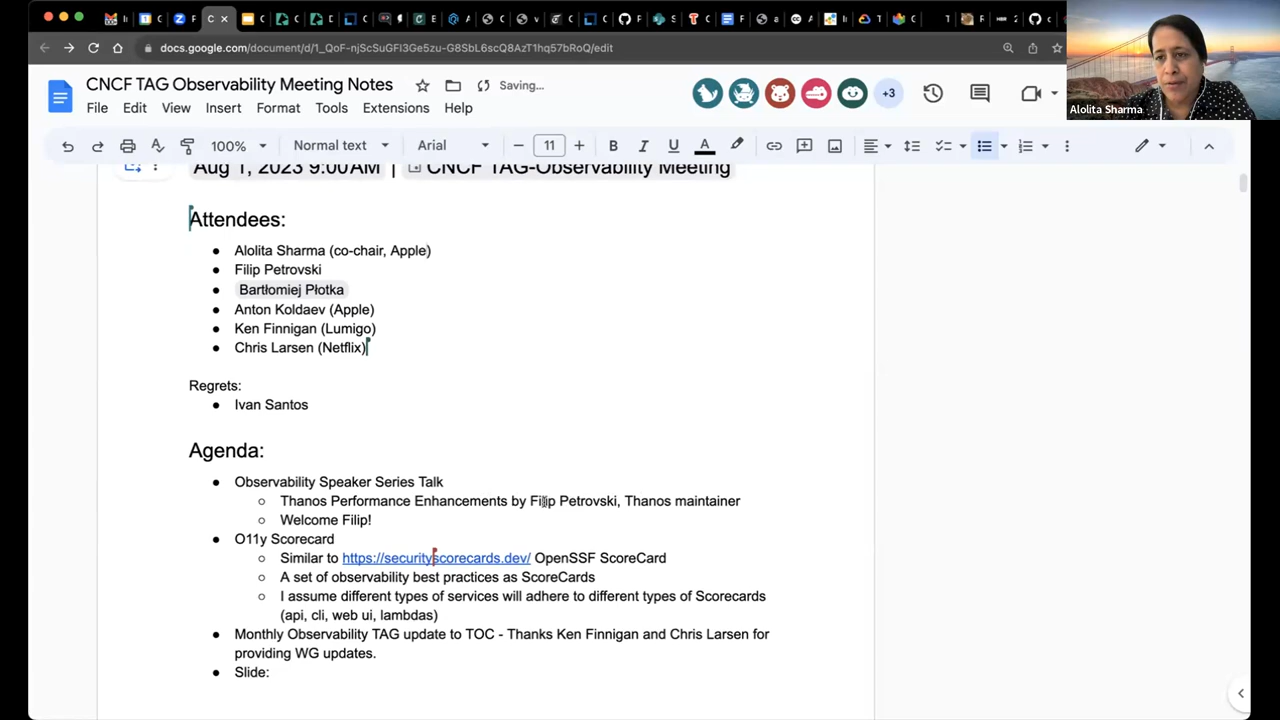 docs.google.com/document/d/1_QoF-njScSuGFI3Ge5zu-G8SbL6scQ8AzT1hq57bRoQ/edit
CNCF TAG Observability Meeting Notes
Saving...
File Edit View Insert Format Tools Extensions Help
+3
Alolita Sharma
100% Normal text Arial 11
Aug 1, 2023 9:00AM | CNCF TAG-Observability Meeting
Attendees:
Alolita Sharma (co-chair, Apple)
Filip Petrovski
Bartłomiej Płotka
Anton Koldaev (Apple)
Ken Finnigan (Lumigo)
Chris Larsen (Netflix)
Regrets:
Ivan Santos
Agenda:
Observability Speaker Series Talk
Thanos Performance Enhancements by Filip Petrovski, Thanos maintainer
Welcome Filip!
O11y Scorecard
Similar to https://securityscorecards.dev/ OpenSSF ScoreCard
A set of observability best practices as ScoreCards
I assume different types of services will adhere to different types of Scorecards
(api, cli, web ui, lambdas)
Monthly Observability TAG update to TOC - Thanks Ken Finnigan and Chris Larsen for
providing WG updates.
Slide: